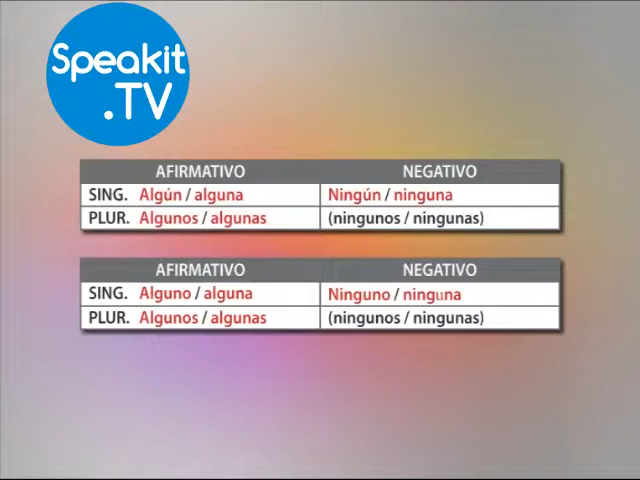 Speakit
.TV
AFIRMATIVO NEGATIVO
SING. Algún / alguna Ningún / ninguna
PLUR. Algunos / algunas (ningunos / ningunas)
AFIRMATIVO NEGATIVO
SING. Alguno / alguna Ninguno / ninguna
PLUR. Algunos / algunas (ningunos / ningunas)